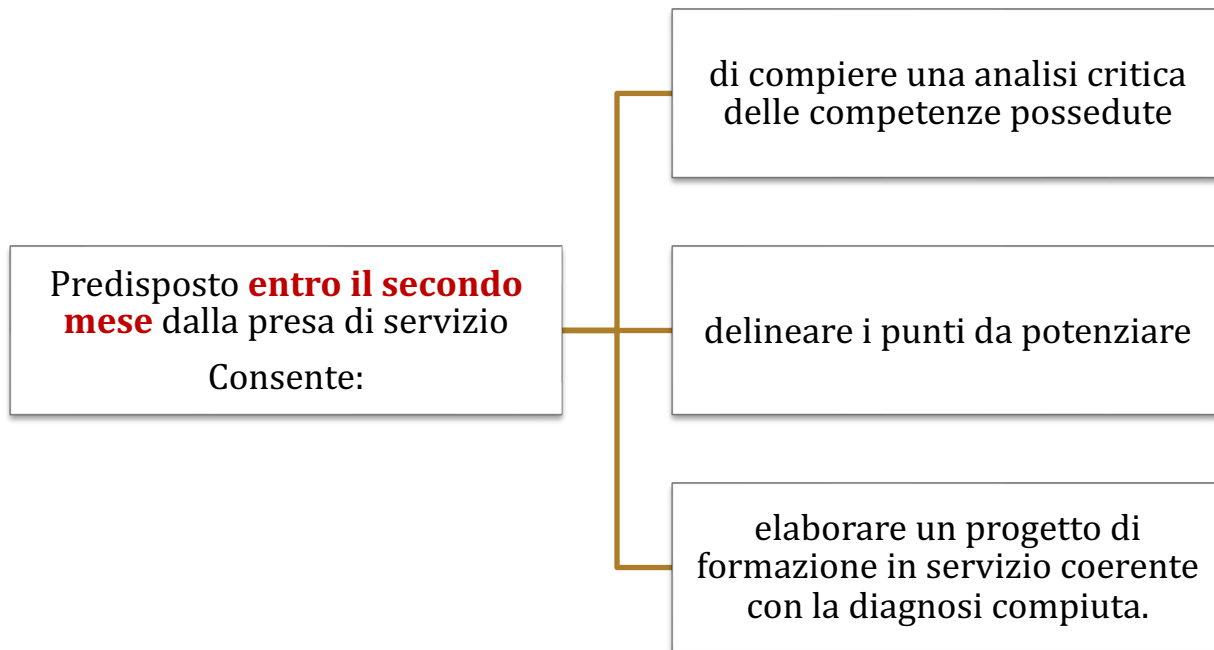 Predisposto entro il secondo
mese dalla presa di servizio
Consente:
di compiere una analisi critica
delle competenze possedute
delineare i punti da potenziare
elaborare un progetto di
formazione in servizio coerente
con la diagnosi compiuta.